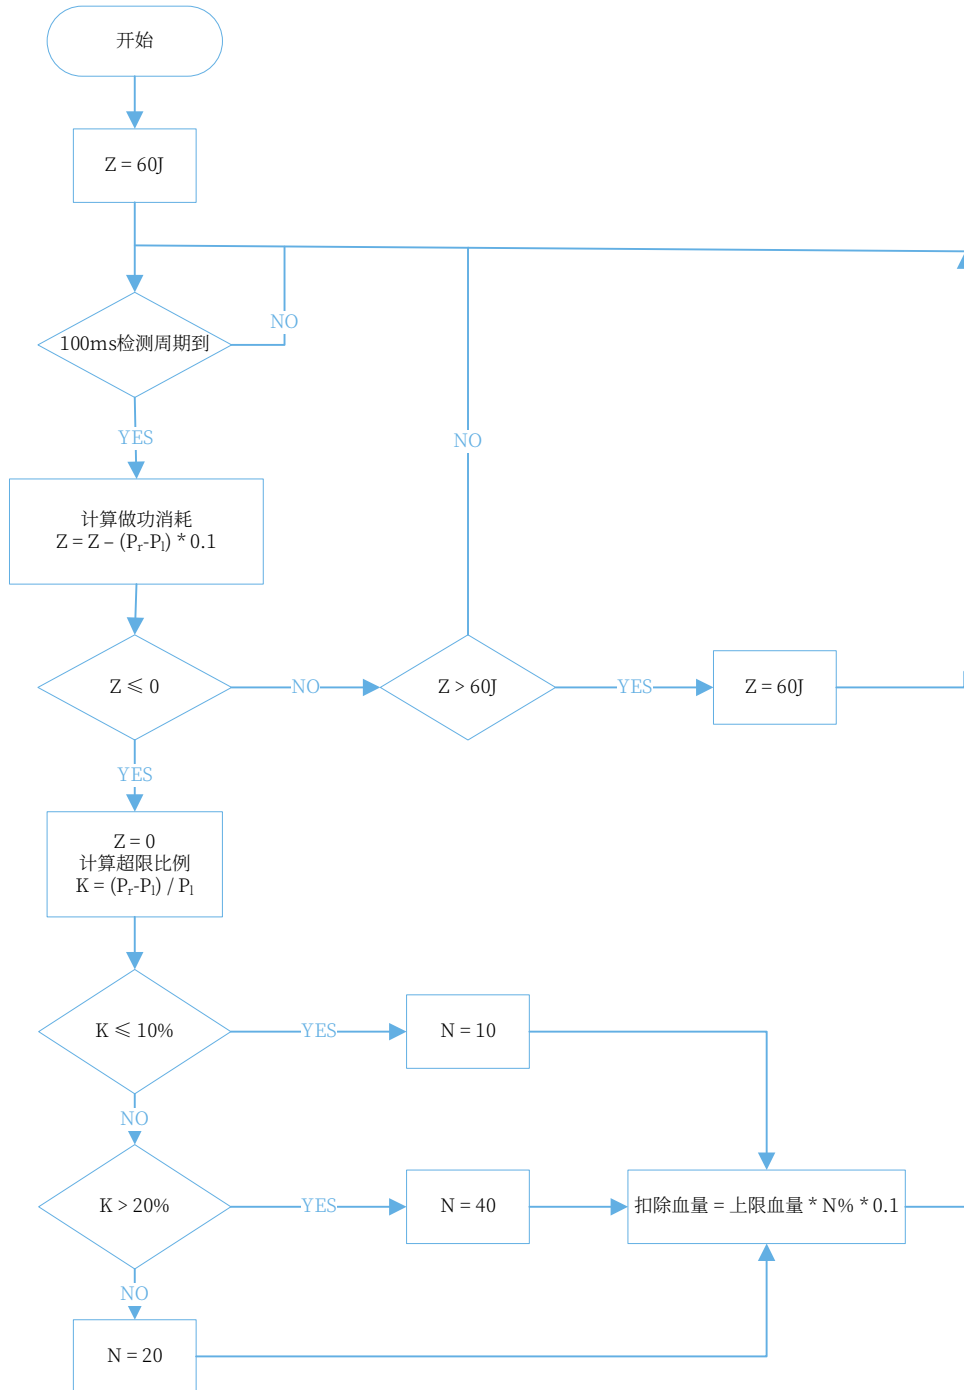 开始
Z = 60J
NO
100ms检测周期到
YES
NO
计算做功消耗
Z = Z – (Pr-Pl) * 0.1
Z ≤ 0
NO
Z > 60J
YES
Z = 60J
YES
Z = 0
计算超限比例
K = (Pr-Pl) / Pl
K ≤ 10%
YES
N = 10
NO
K > 20%
YES
N = 40
扣除血量 = 上限血量 * N% * 0.1
NO
N = 20